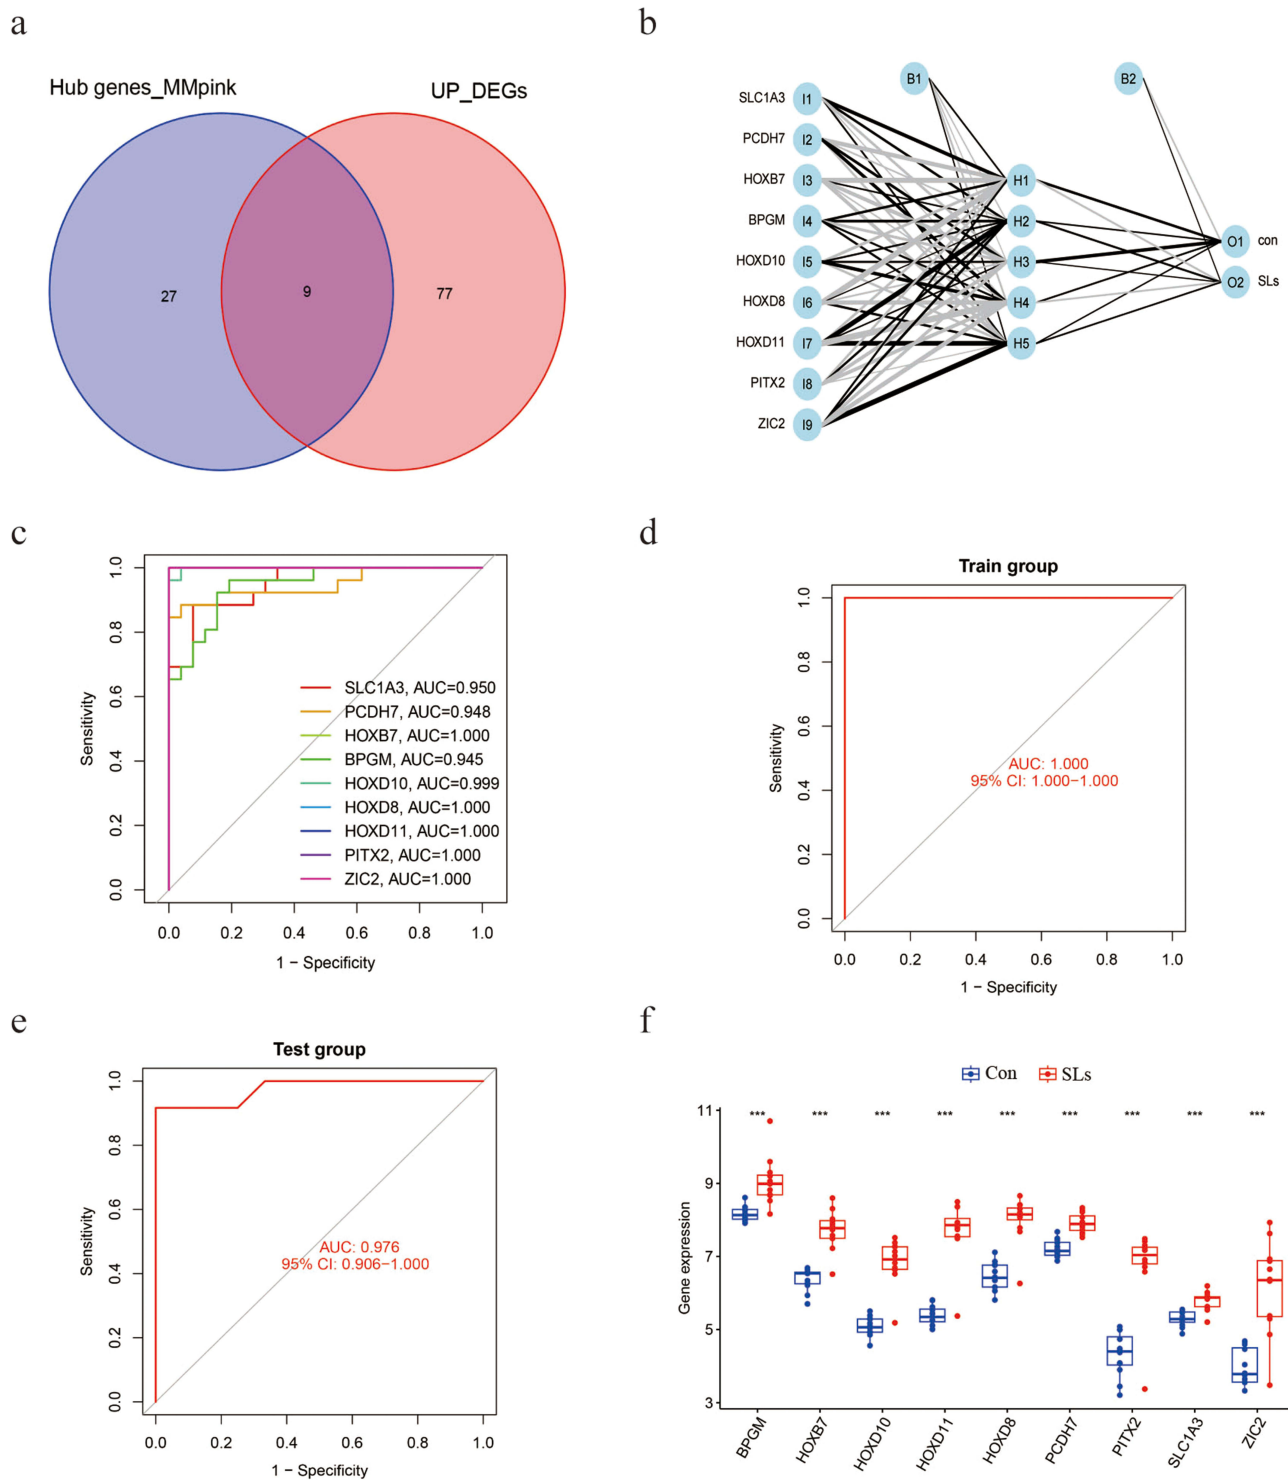 a
Hub genes_MMpink
UP_DEGs
27
9
77
b
B1
B2
SLC1A3
I1
PCDH7
I2
HOXB7
I3
BPGM
I4
HOXD10
I5
HOXD8
I6
HOXD11
I7
PITX2
I8
ZIC2
I9
H1
H2
H3
H4
H5
O1
con
O2
SLs
c
Sensitivity
1.0
0.8
0.6
0.4
0.2
0.0
SLC1A3, AUC=0.950
PCDH7, AUC=0.948
HOXB7, AUC=1.000
BPGM, AUC=0.945
HOXD10, AUC=0.999
HOXD8, AUC=1.000
HOXD11, AUC=1.000
PITX2, AUC=1.000
ZIC2, AUC=1.000
0.0 0.2 0.4 0.6 0.8 1.0
1 − Specificity
d
Train group
Sensitivity
1.0
0.8
0.6
0.4
0.2
0.0
AUC: 1.000
95% CI: 1.000−1.000
0.0 0.2 0.4 0.6 0.8 1.0
1 − Specificity
e
Test group
Sensitivity
1.0
0.8
0.6
0.4
0.2
0.0
AUC: 0.976
95% CI: 0.906−1.000
0.0 0.2 0.4 0.6 0.8 1.0
1 − Specificity
f
Con SLs
Gene expression
11
9
7
5
3
*** *** *** *** *** *** *** *** ***
BPGM
HOXB7
HOXD10
HOXD11
HOXD8
PCDH7
PITX2
SLC1A3
ZIC2